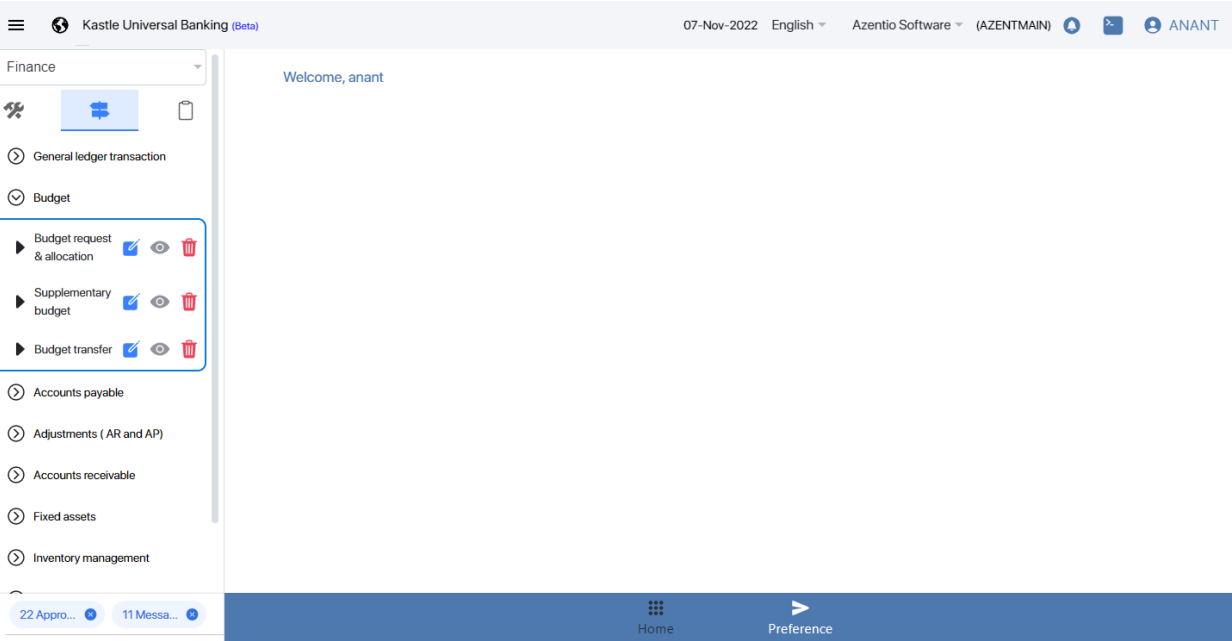 Kastle Universal Banking (Beta)
07-Nov-2022 English Azentio Software (AZENTMAIN) ANANT
Finance
Welcome, anant
General ledger transaction
Budget
Budget request
& allocation
Supplementary
budget
Budget transfer
Accounts payable
Adjustments ( AR and AP)
Accounts receivable
Fixed assets
Inventory management
22 Appro... 11 Messa...
Home Preference